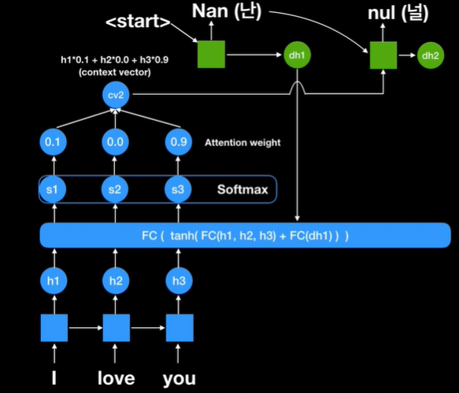 <start>
Nan (난)
nul (널)
h1*0.1 + h2*0.0 + h3*0.9
(context vector)
dh1
dh2
cv2
0.1
0.0
0.9
Attention weight
s1
s2
s3
Softmax
FC ( tanh( FC(h1, h2, h3) + FC(dh1) ) )
h1
h2
h3
I
love
you